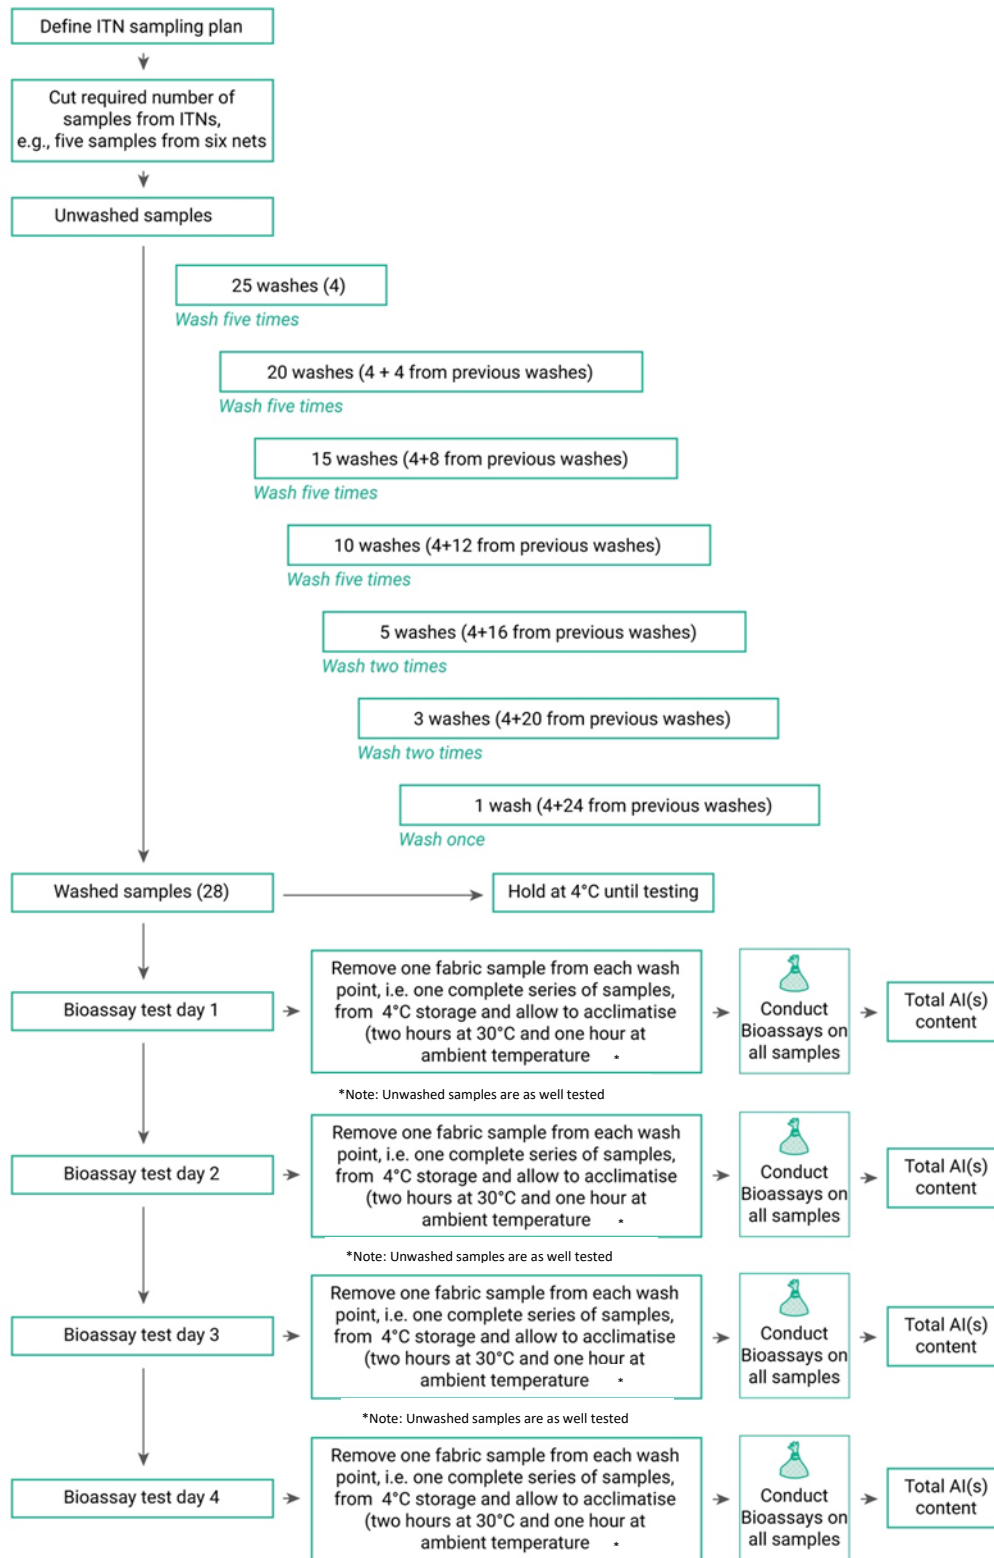 Define ITN sampling plan
Cut required number of
samples from ITNs,
e.g., five samples from six nets
Unwashed samples
25 washes (4)
Wash five times
20 washes (4 + 4 from previous washes)
Wash five times
15 washes (4+8 from previous washes)
Wash five times
10 washes (4+12 from previous washes)
Wash five times
5 washes (4+16 from previous washes)
Wash two times
3 washes (4+20 from previous washes)
Wash two times
1 wash (4+24 from previous washes)
Wash once
Washed samples (28)
Hold at 4°C until testing
Bioassay test day 1
Remove one fabric sample from each wash
point, i.e. one complete series of samples,
from 4°C storage and allow to acclimatise
(two hours at 30°C and one hour at
ambient temperature *
Conduct
Bioassays on
all samples
Total AI(s)
content
*Note: Unwashed samples are as well tested
Bioassay test day 2
Remove one fabric sample from each wash
point, i.e. one complete series of samples,
from 4°C storage and allow to acclimatise
(two hours at 30°C and one hour at
ambient temperature *
Conduct
Bioassays on
all samples
Total AI(s)
content
*Note: Unwashed samples are as well tested
Bioassay test day 3
Remove one fabric sample from each wash
point, i.e. one complete series of samples,
from 4°C storage and allow to acclimatise
(two hours at 30°C and one hour at
ambient temperature *
Conduct
Bioassays on
all samples
Total AI(s)
content
*Note: Unwashed samples are as well tested
Bioassay test day 4
Remove one fabric sample from each wash
point, i.e. one complete series of samples,
from 4°C storage and allow to acclimatise
(two hours at 30°C and one hour at
ambient temperature *
Conduct
Bioassays on
all samples
Total AI(s)
content